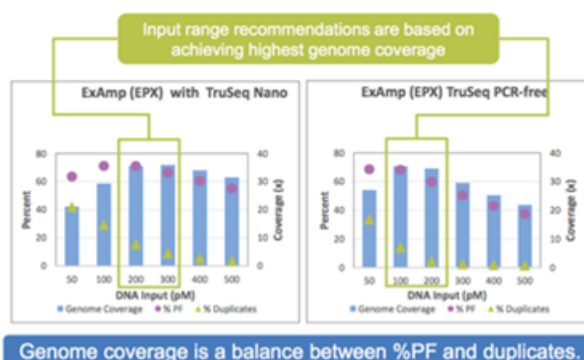 Input range recommendations are based on
achieving highest genome coverage
ExAmp (EPX) with TruSeq Nano
80
60
40
20
0
Percent
40
30
20
10
0
Coverage (x)
50 100 200 300 400 500
DNA Input (pM)
Genome Coverage % PF % Duplicates
ExAmp (EPX) TruSeq PCR-free
80
60
40
20
0
Percent
40
30
20
10
0
Coverage (x)
50 100 200 300 400 500
DNA Input (pM)
Genome Coverage % PF % Duplicates
Genome coverage is a balance between %PF and duplicates.